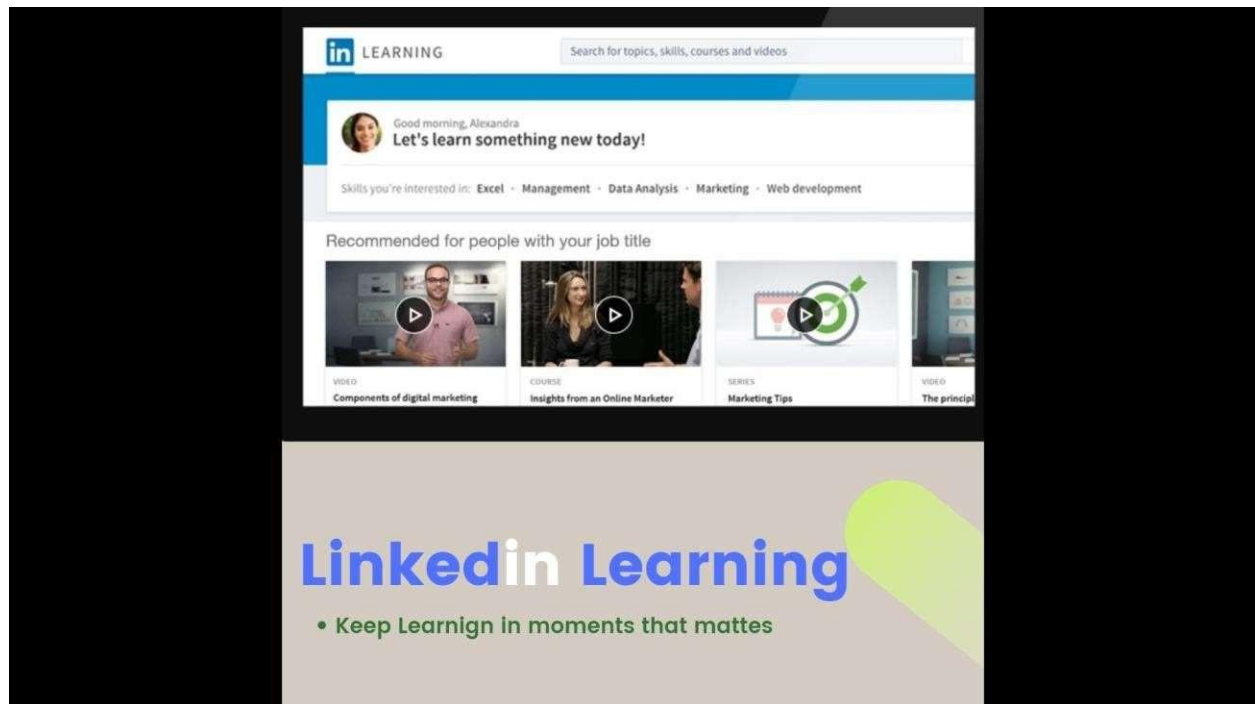 in LEARNING
Search for topics, skills, courses and videos
Good morning, Alexandra
Let's learn something new today!
Skills you're interested in: Excel • Management • Data Analysis • Marketing • Web development
Recommended for people with your job title
VIDEO
Components of digital marketing
COURSE
Insights from an Online Marketer
SERIES
Marketing Tips
VIDEO
The principl
Linkedin Learning
• Keep Learnign in moments that mattes